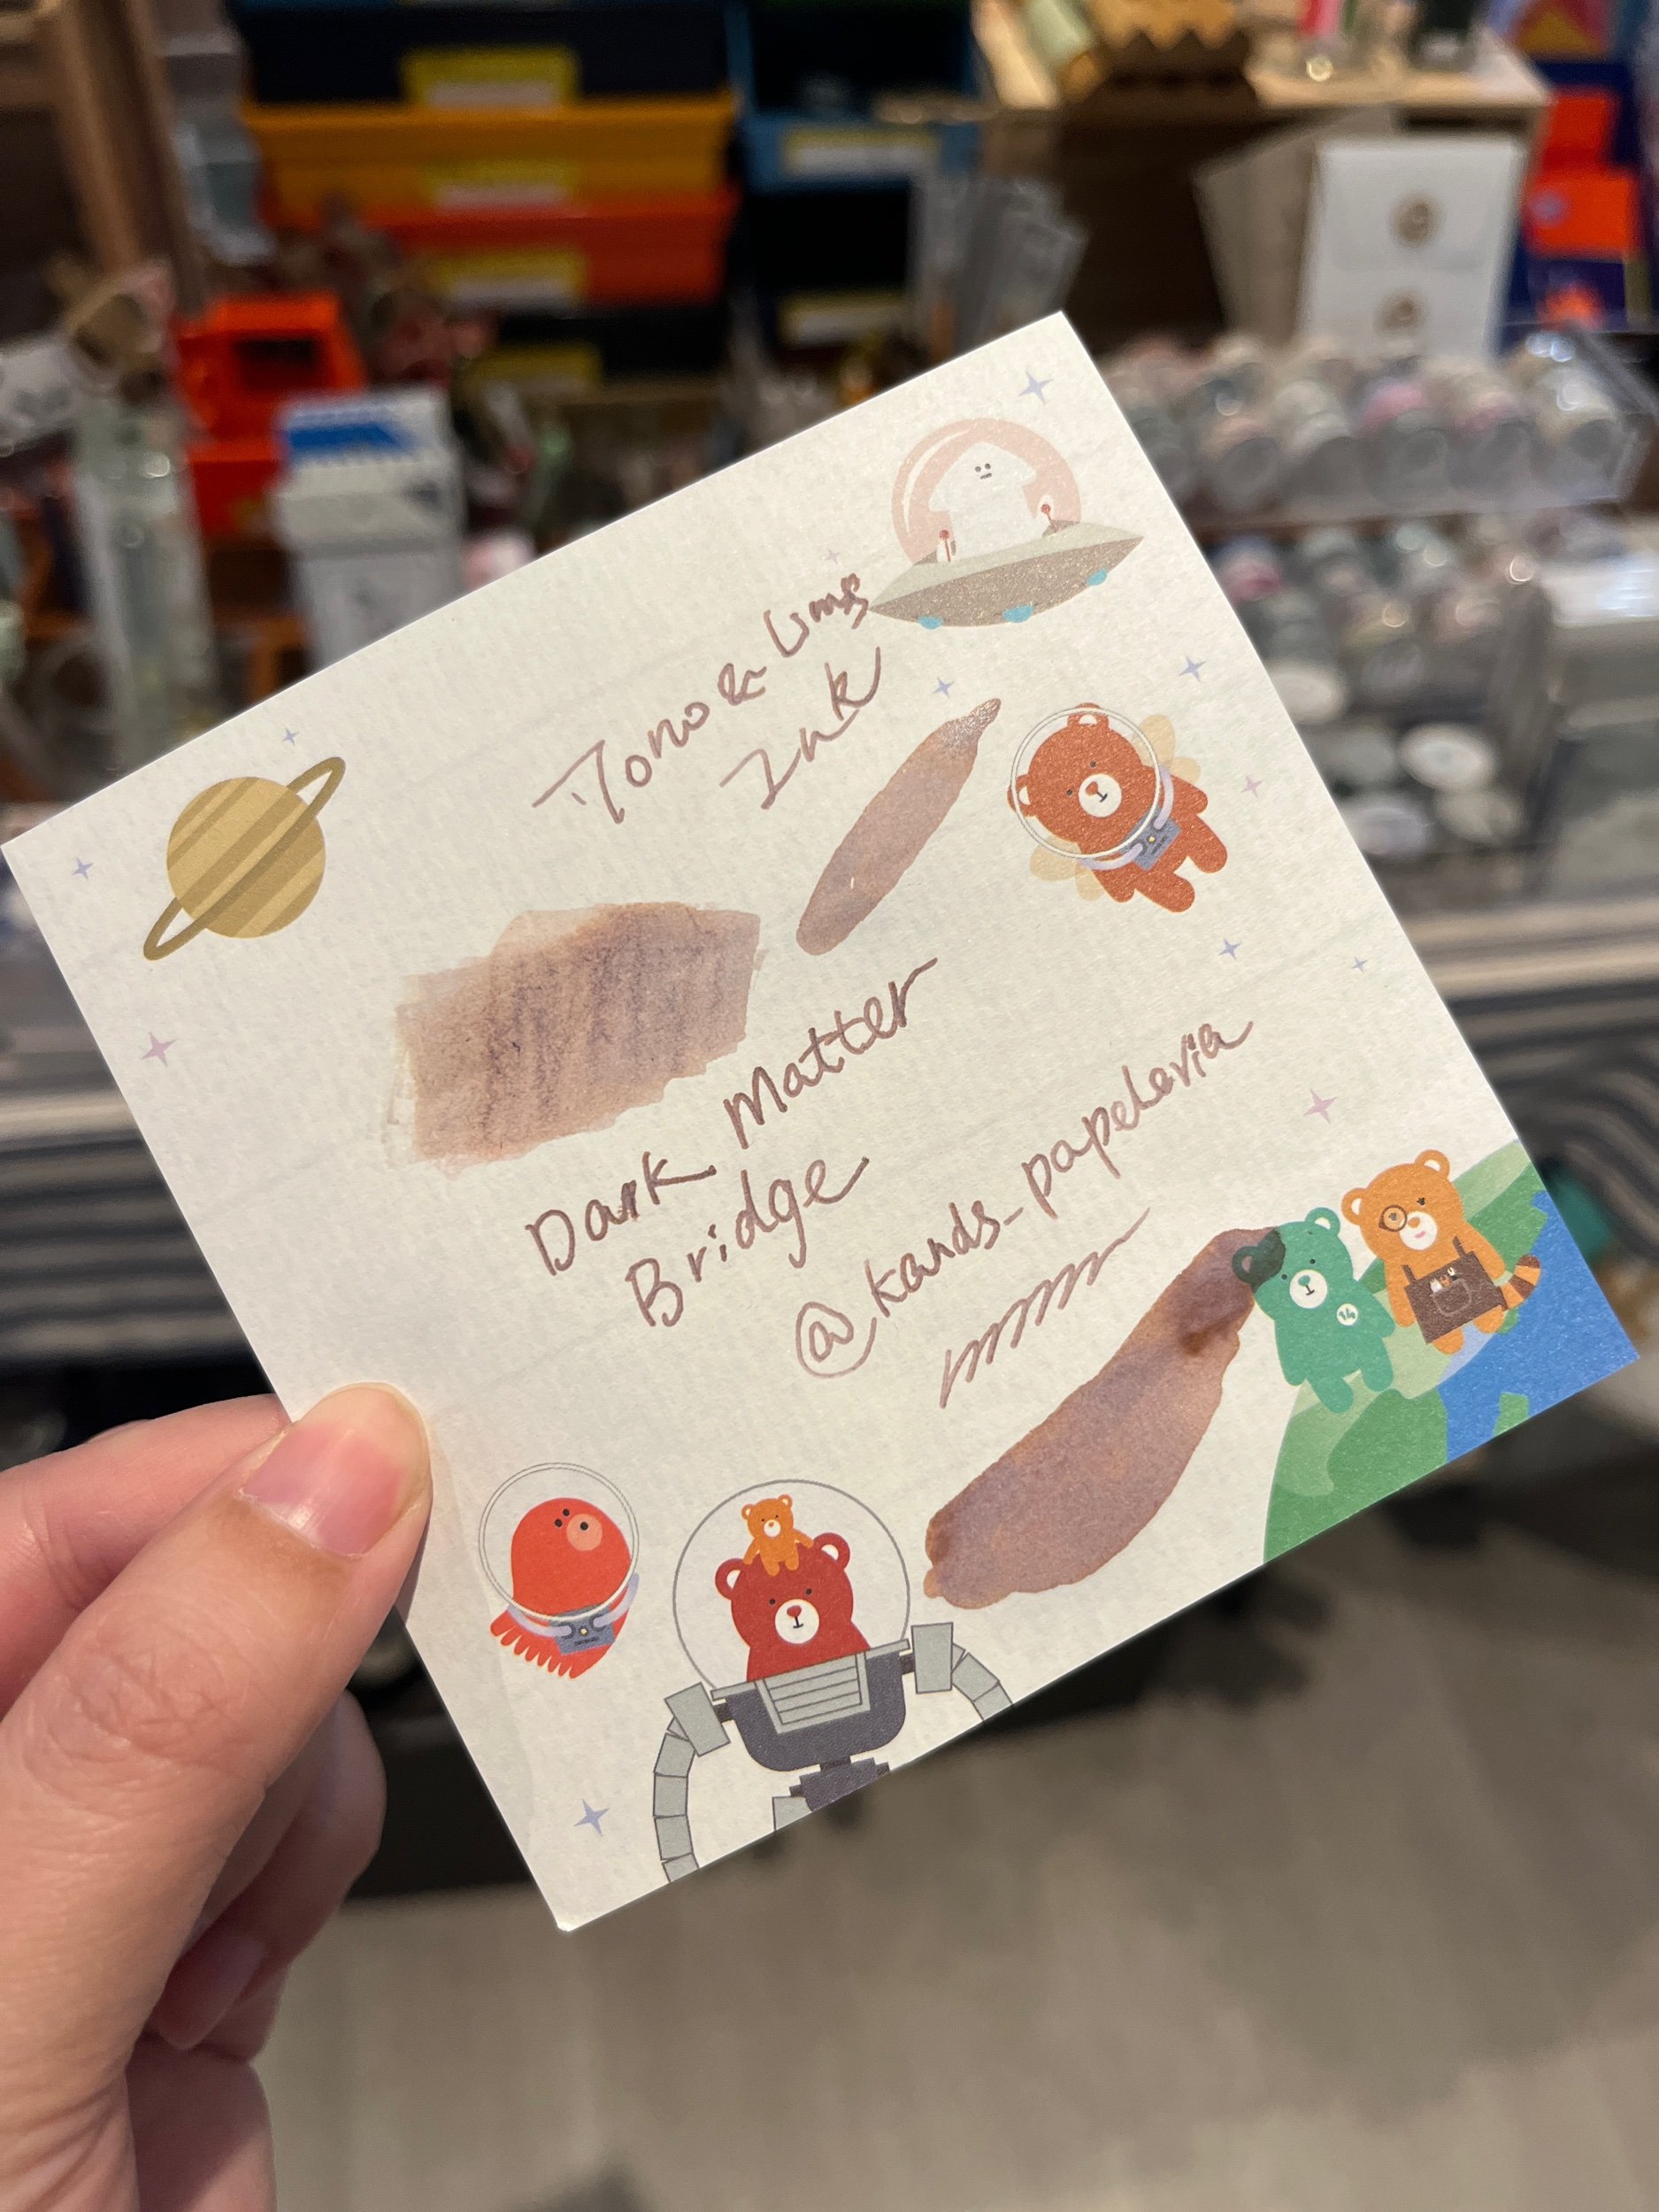 Tono & Lims
Ink
Dark Matter
Bridge
@kands_papeleria